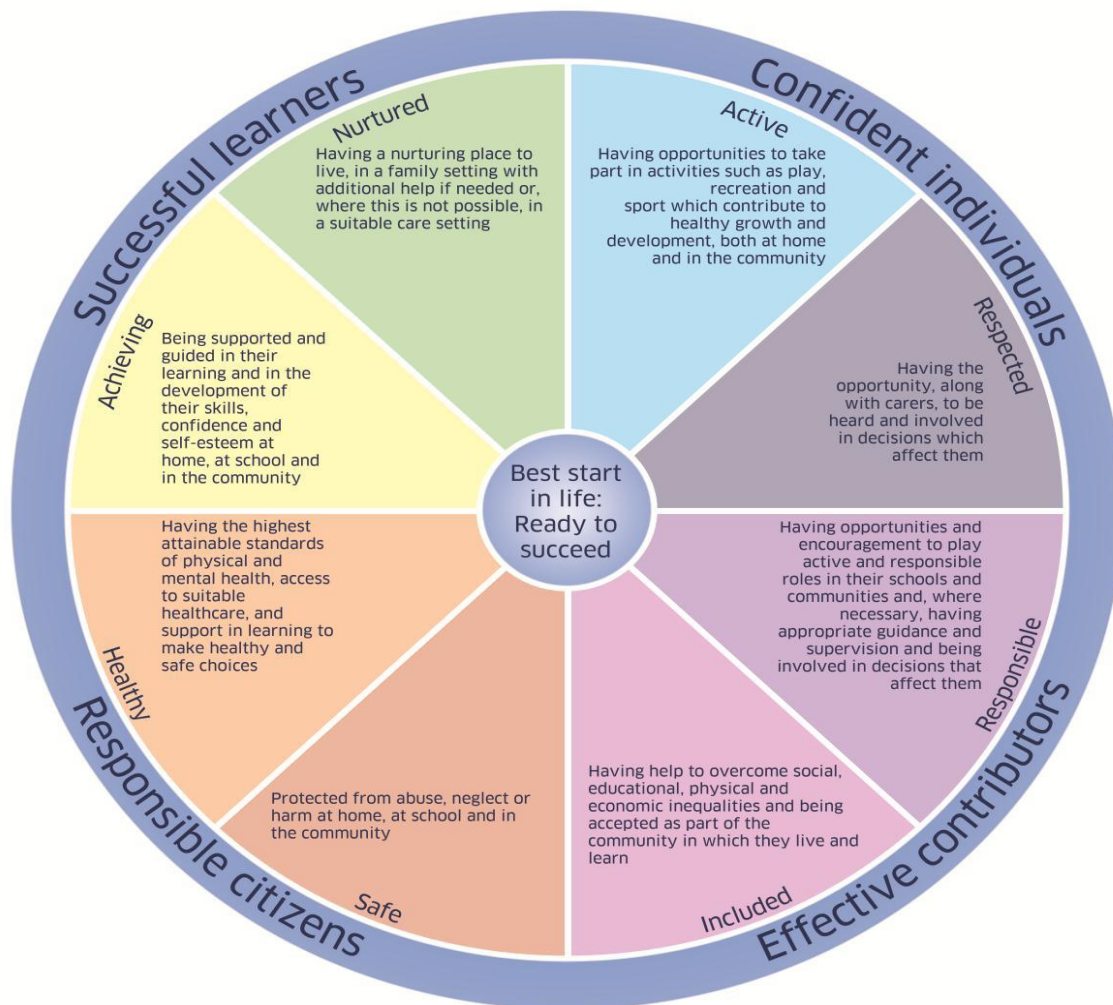 Successful learners
Confident individuals
Nurtured
Having a nurturing place to
live, in a family setting with
additional help if needed or,
where this is not possible, in
a suitable care setting
Active
Having opportunities to take
part in activities such as play,
recreation and
sport which contribute to
healthy growth and
development, both at home
and in the community
Achieving
Being supported and
guided in their
learning and in the
development of
their skills,
confidence and
self-esteem at
home, at school and
in the community
Respected
Having the
opportunity, along
with carers, to be
heard and involved
in decisions which
affect them
Best start
in life:
Ready to
succeed
Healthy
Having the highest
attainable standards
of physical and
mental health, access
to suitable
healthcare, and
support in learning to
make healthy and
safe choices
Responsible
Having opportunities and
encouragement to play
active and responsible
roles in their schools and
communities and, where
necessary, having
appropriate guidance and
supervision and being
involved in decisions that
affect them
Protected from abuse, neglect or
harm at home, at school and in
the community
Safe
Having help to overcome social,
educational, physical and
economic inequalities and being
accepted as part of the
community in which they live and
learn
Included
Responsible citizens
Effective contributors